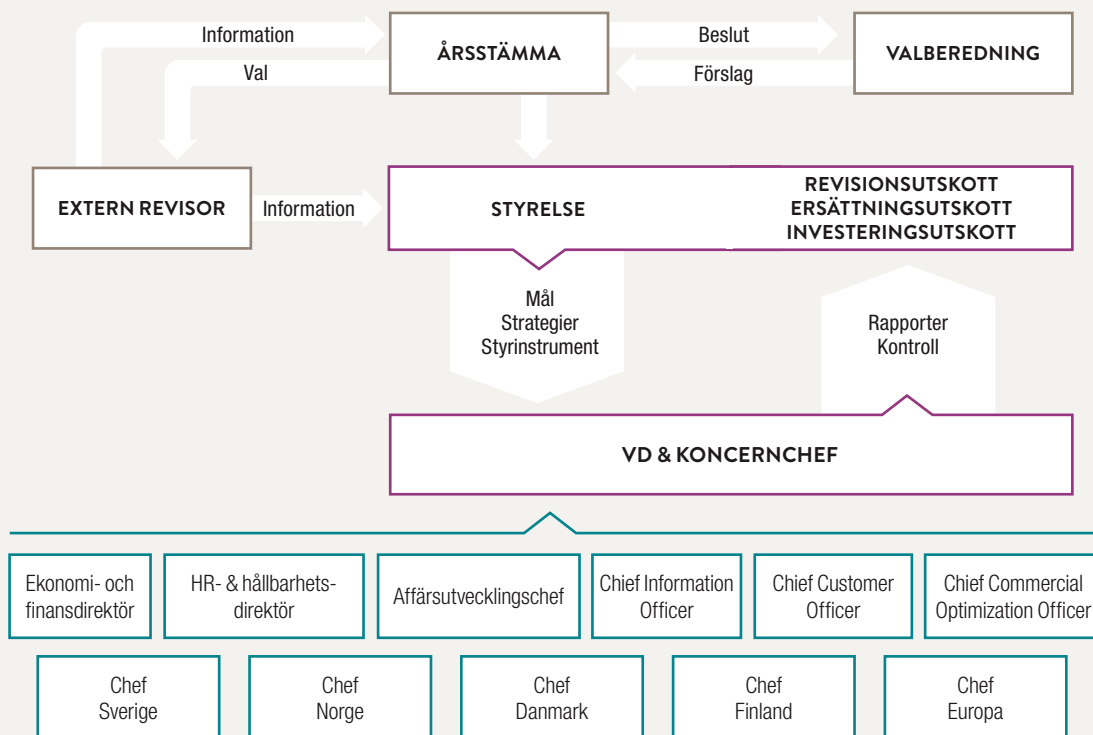 Information
Val
ÅRSSTÄMMA
Beslut
Förslag
VALBEREDNING
EXTERN REVISOR
Information
STYRELSE
REVISIONSUTSKOTT
ERSÄTTNINGSUTSKOTT
INVESTERINGSUTSKOTT
Mål
Strategier
Styrinstrument
Rapporter
Kontroll
VD & KONCERNCHEF
Ekonomi- och
finansdirektör
HR- & hållbarhets-
direktör
Affärsutvecklingschef
Chief Information
Officer
Chief Customer
Officer
Chief Commercial
Optimization Officer
Chef
Sverige
Chef
Norge
Chef
Danmark
Chef
Finland
Chef
Europa